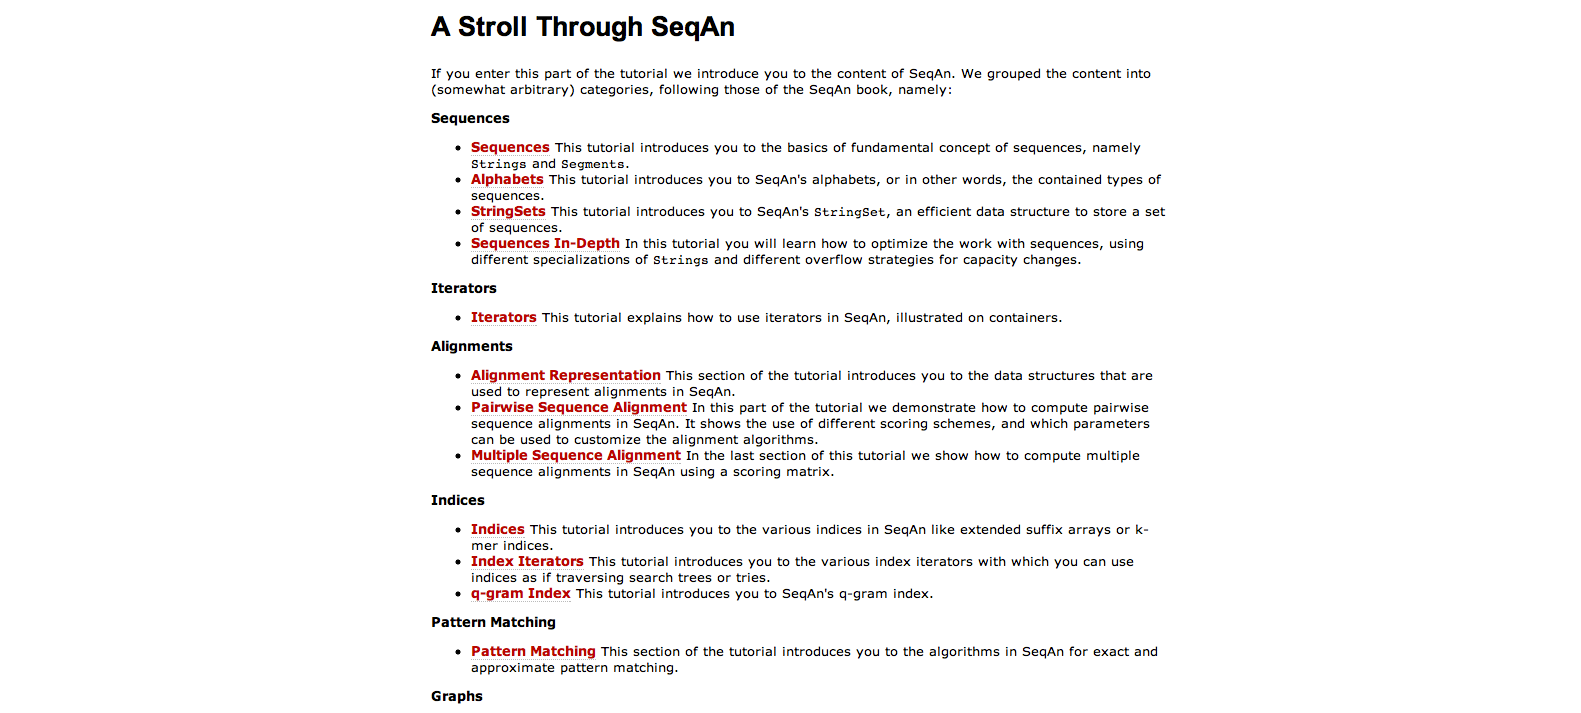 A Stroll Through SeqAn
If you enter this part of the tutorial we introduce you to the content of SeqAn. We grouped the content into
(somewhat arbitrary) categories, following those of the SeqAn book, namely:
Sequences
• Sequences This tutorial introduces you to the basics of fundamental concept of sequences, namely
Strings and Segments.
• Alphabets This tutorial introduces you to SeqAn's alphabets, or in other words, the contained types of
sequences.
• StringSets This tutorial introduces you to SeqAn's StringSet, an efficient data structure to store a set
of sequences.
• Sequences In-Depth In this tutorial you will learn how to optimize the work with sequences, using
different specializations of Strings and different overflow strategies for capacity changes.
Iterators
• Iterators This tutorial explains how to use iterators in SeqAn, illustrated on containers.
Alignments
• Alignment Representation This section of the tutorial introduces you to the data structures that are
used to represent alignments in SeqAn.
• Pairwise Sequence Alignment In this part of the tutorial we demonstrate how to compute pairwise
sequence alignments in SeqAn. It shows the use of different scoring schemes, and which parameters
can be used to customize the alignment algorithms.
• Multiple Sequence Alignment In the last section of this tutorial we show how to compute multiple
sequence alignments in SeqAn using a scoring matrix.
Indices
• Indices This tutorial introduces you to the various indices in SeqAn like extended suffix arrays or k-
mer indices.
• Index Iterators This tutorial introduces you to the various index iterators with which you can use
indices as if traversing search trees or tries.
• q-gram Index This tutorial introduces you to SeqAn's q-gram index.
Pattern Matching
• Pattern Matching This section of the tutorial introduces you to the algorithms in SeqAn for exact and
approximate pattern matching.
Graphs